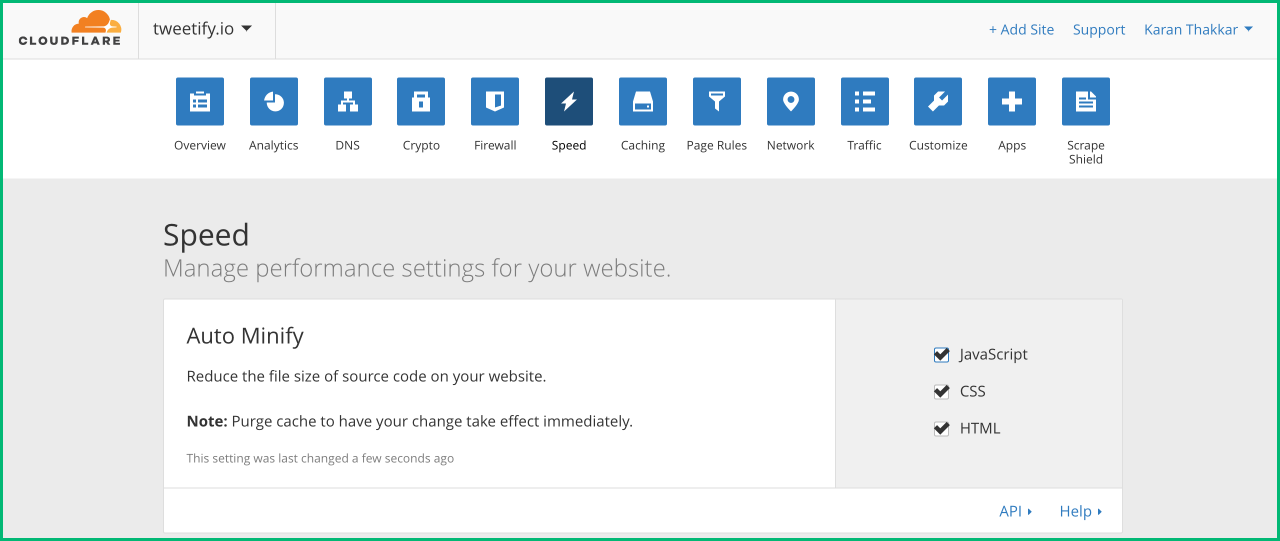 CLOUDFLARE
tweetify.io
+ Add Site Support Karan Thakkar
Overview Analytics DNS Crypto Firewall Speed Caching Page Rules Network Traffic Customize Apps Scrape
Shield
Speed
Manage performance settings for your website.
Auto Minify
Reduce the file size of source code on your website.
Note: Purge cache to have your change take effect immediately.
This setting was last changed a few seconds ago
JavaScript
CSS
HTML
API Help